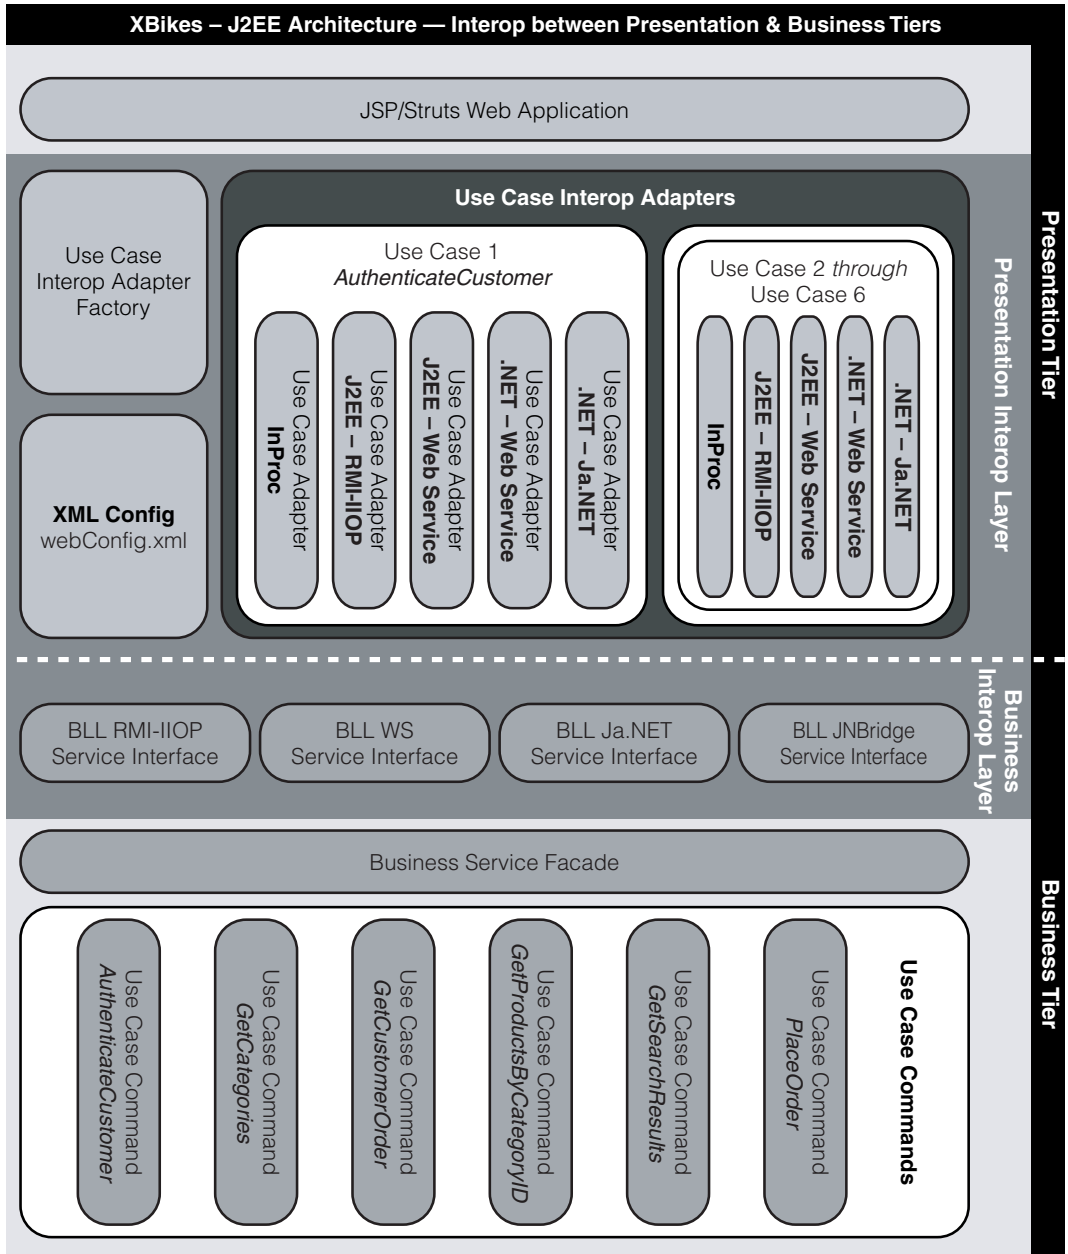 XBikes – J2EE Architecture — Interop between Presentation & Business Tiers
JSP/Struts Web Application
Use Case
Interop Adapter
Factory
XML Config
webConfig.xml
Use Case Interop Adapters
Use Case 1
AuthenticateCustomer
Use Case Adapter
InProc
Use Case Adapter
J2EE – RMI-IIOP
Use Case Adapter
J2EE – Web Service
Use Case Adapter
.NET – Web Service
Use Case Adapter
.NET – Ja.NET
Use Case 2 through
Use Case 6
InProc
J2EE – RMI-IIOP
J2EE – Web Service
.NET – Web Service
.NET – Ja.NET
Presentation Interop Layer
Presentation Tier
BLL RMI-IIOP
Service Interface
BLL WS
Service Interface
BLL Ja.NET
Service Interface
BLL JNBridge
Service Interface
Business
Interop Layer
Business Service Facade
Use Case Command
AuthenticateCustomer
Use Case Command
GetCategories
Use Case Command
GetCustomerOrder
Use Case Command
GetProductsByCategoryID
Use Case Command
GetSearchResults
Use Case Command
PlaceOrder
Use Case Commands
Business Tier